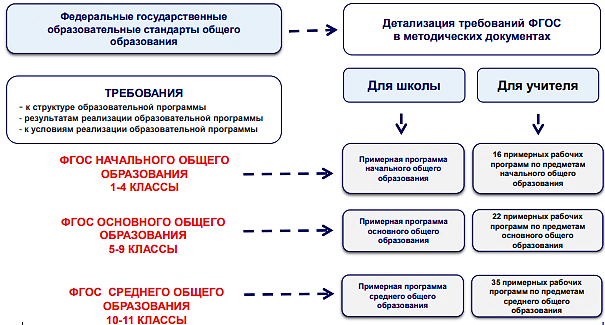 Федеральные государственные
образовательные стандарты общего
образования
Детализация требований ФГОС
в методических документах
ТРЕБОВАНИЯ
- к структуре образовательной программы
- результатам реализации образовательной программы
- к условиям реализации образовательной программы
Для школы
Для учителя
ФГОС НАЧАЛЬНОГО ОБЩЕГО
ОБРАЗОВАНИЯ
1-4 КЛАССЫ
Примерная программа
начального общего
образования
16 примерных рабочих
программ по предметам
начального общего
образования
ФГОС ОСНОВНОГО ОБЩЕГО
ОБРАЗОВАНИЯ
5-9 КЛАССЫ
Примерная программа
основного общего
образования
22 примерных рабочих
программ по предметам
основного общего
образования
ФГОС СРЕДНЕГО ОБЩЕГО
ОБРАЗОВАНИЯ
10-11 КЛАССЫ
Примерная программа
среднего общего
образования
35 примерных рабочих
программ по предметам
среднего общего
образования